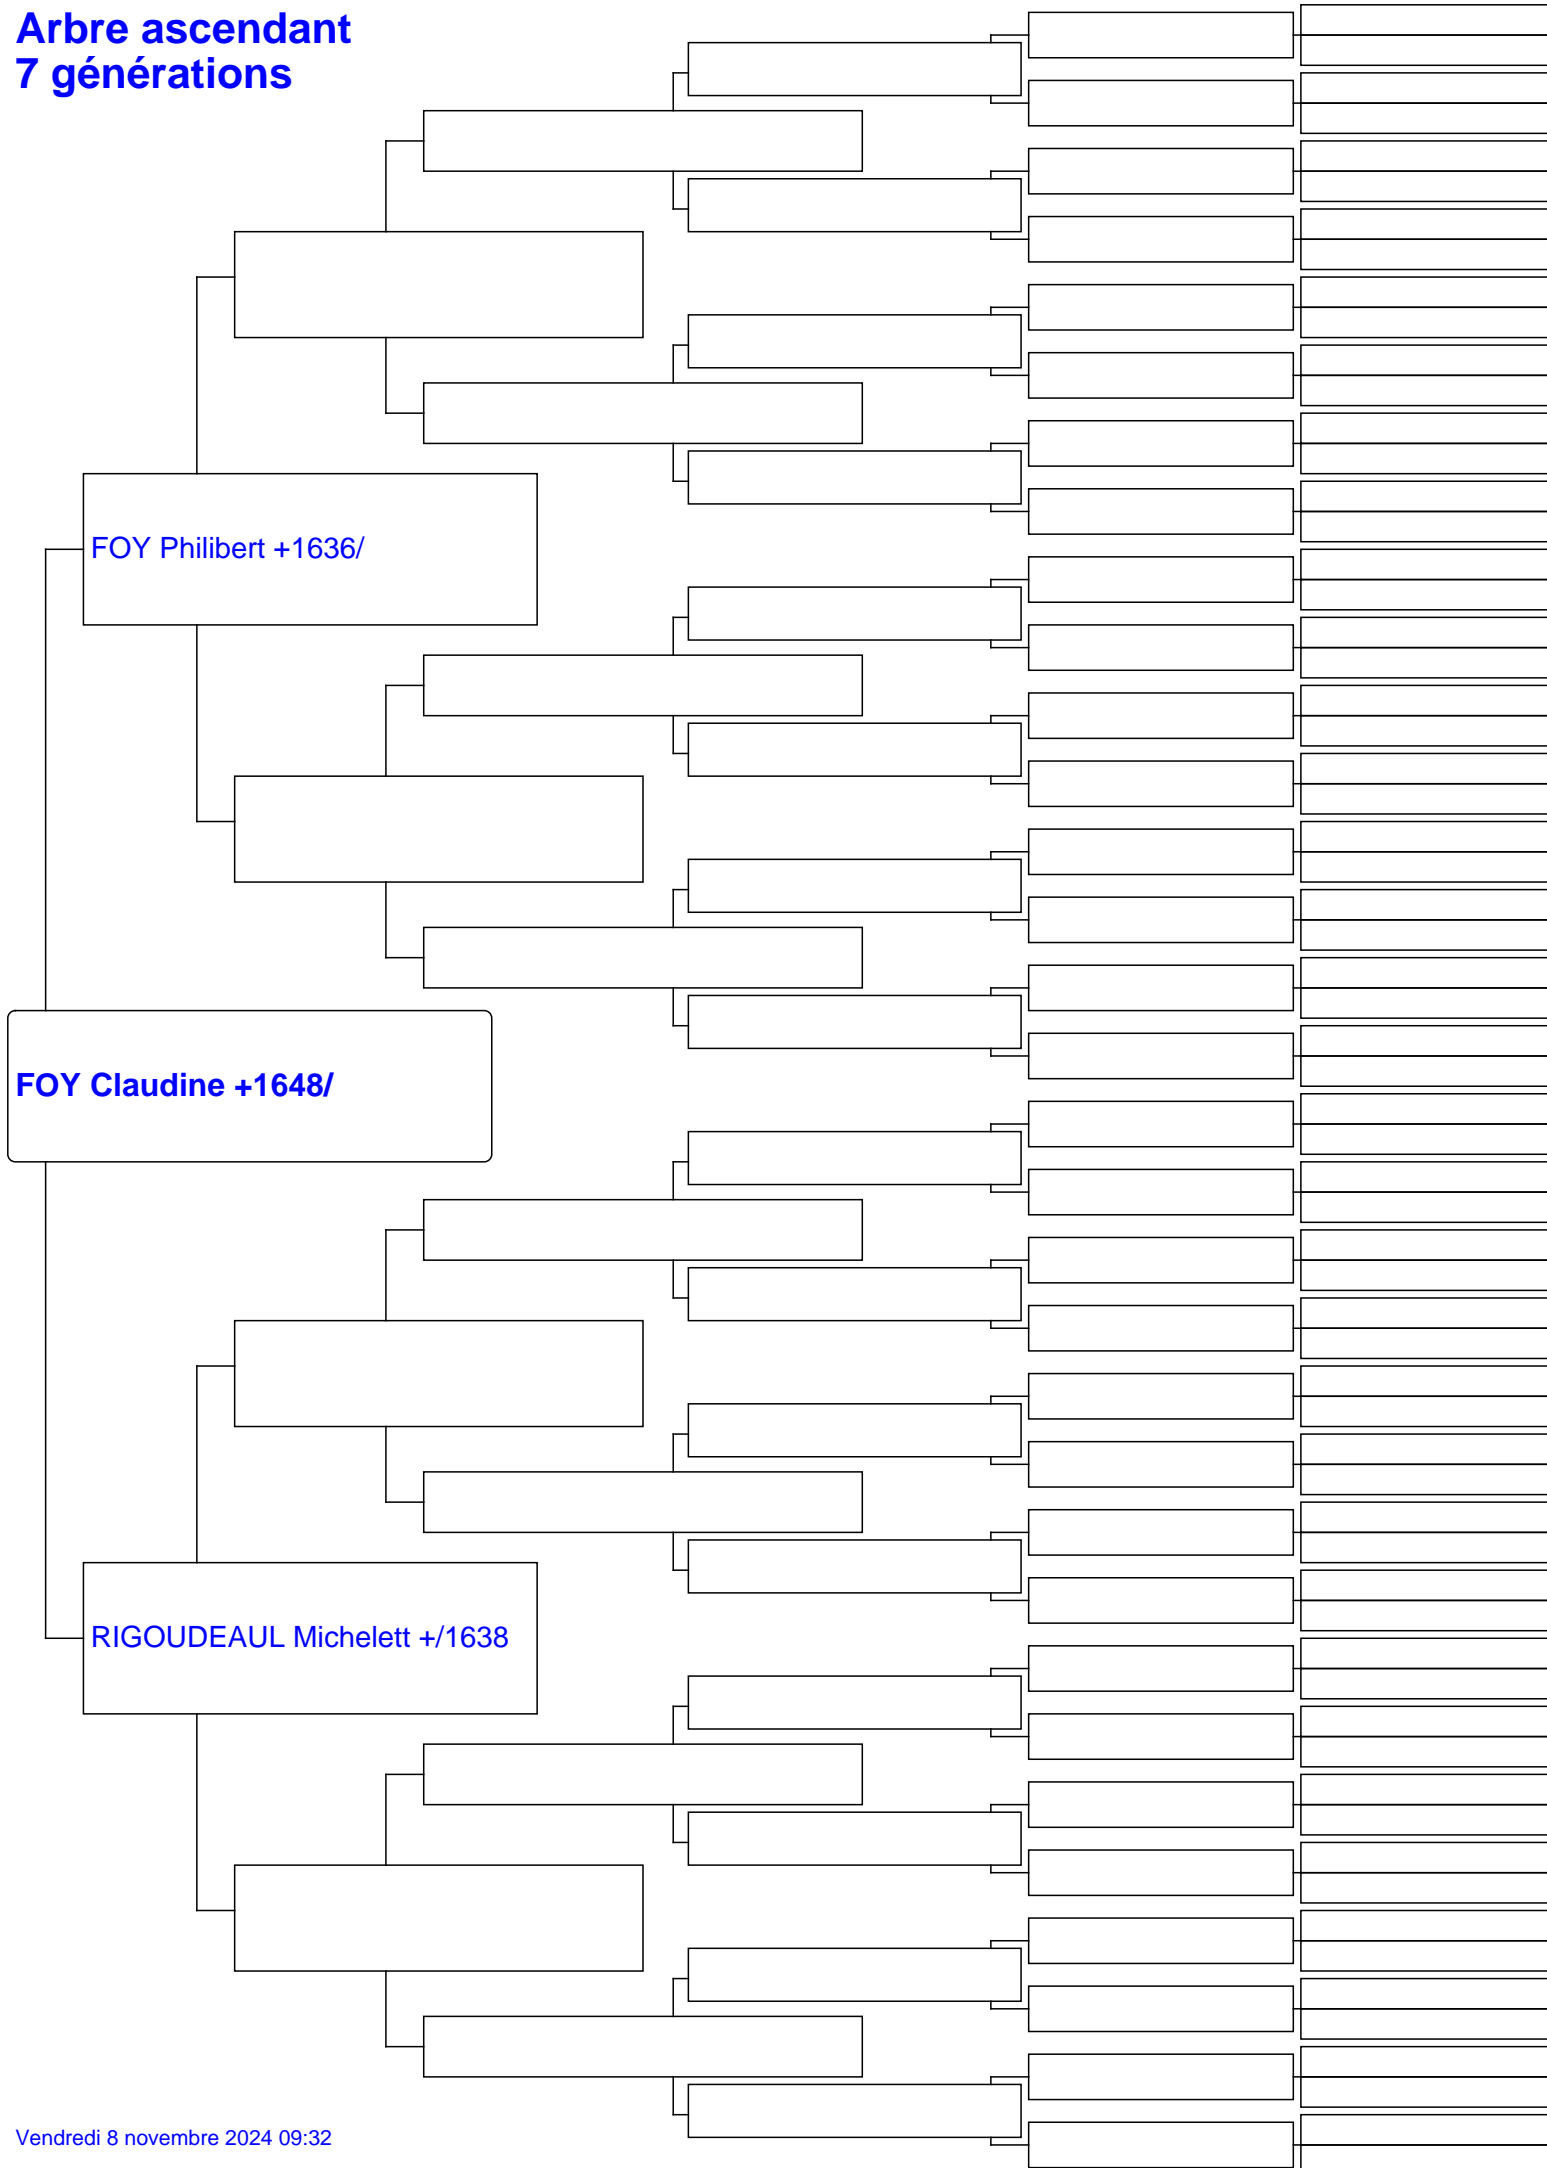 Arbre ascendant
7 générations
FOY Philibert +1636/
FOY Claudine +1648/
RIGOUDEAUL Michelett +/1638
Vendredi 8 novembre 2024 09:32